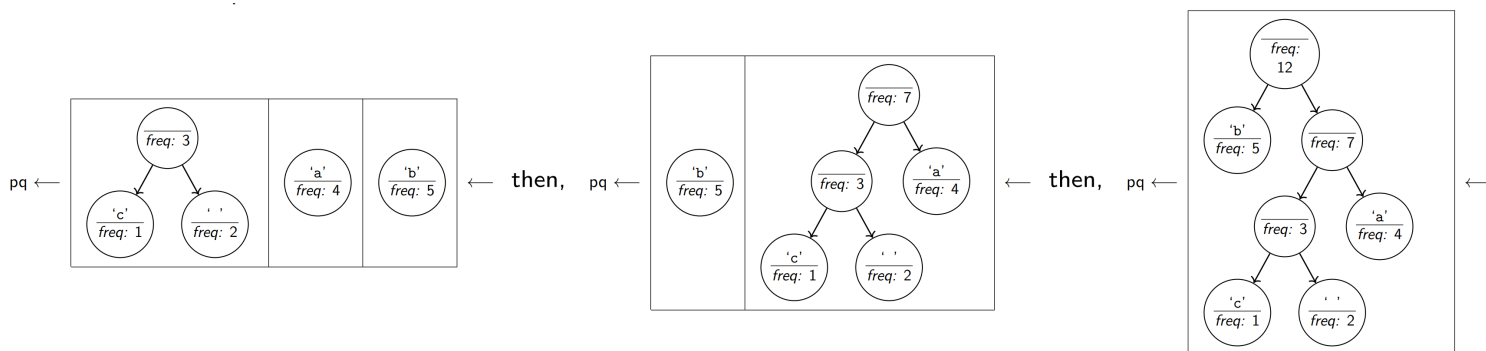 pq ←
freq: 3
‘c’
freq: 1
‘ ’
freq: 2
‘a’
freq: 4
‘b’
freq: 5
← then,
pq ←
‘b’
freq: 5
freq: 7
freq: 3
‘a’
freq: 4
‘c’
freq: 1
‘ ’
freq: 2
← then,
pq ←
freq:
12
‘b’
freq: 5
freq: 7
freq: 3
‘a’
freq: 4
‘c’
freq: 1
‘ ’
freq: 2
←